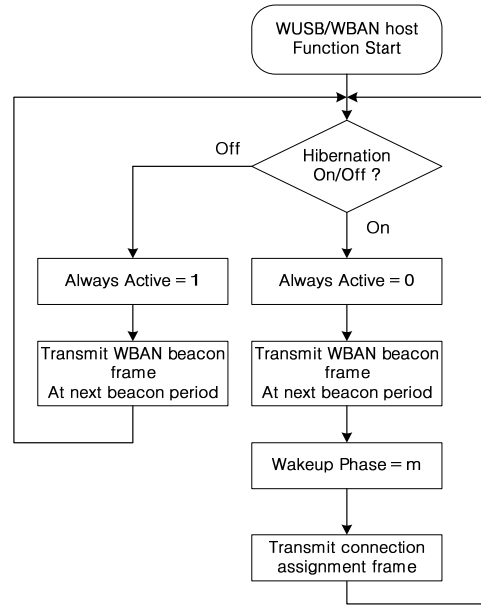 WUSB/WBAN host
Function Start
Hibernation
On/Off ?
Off
On
Always Active = 1
Always Active = 0
Transmit WBAN beacon
frame
At next beacon period
Transmit WBAN beacon
frame
At next beacon period
Wakeup Phase = m
Transmit connection
assignment frame